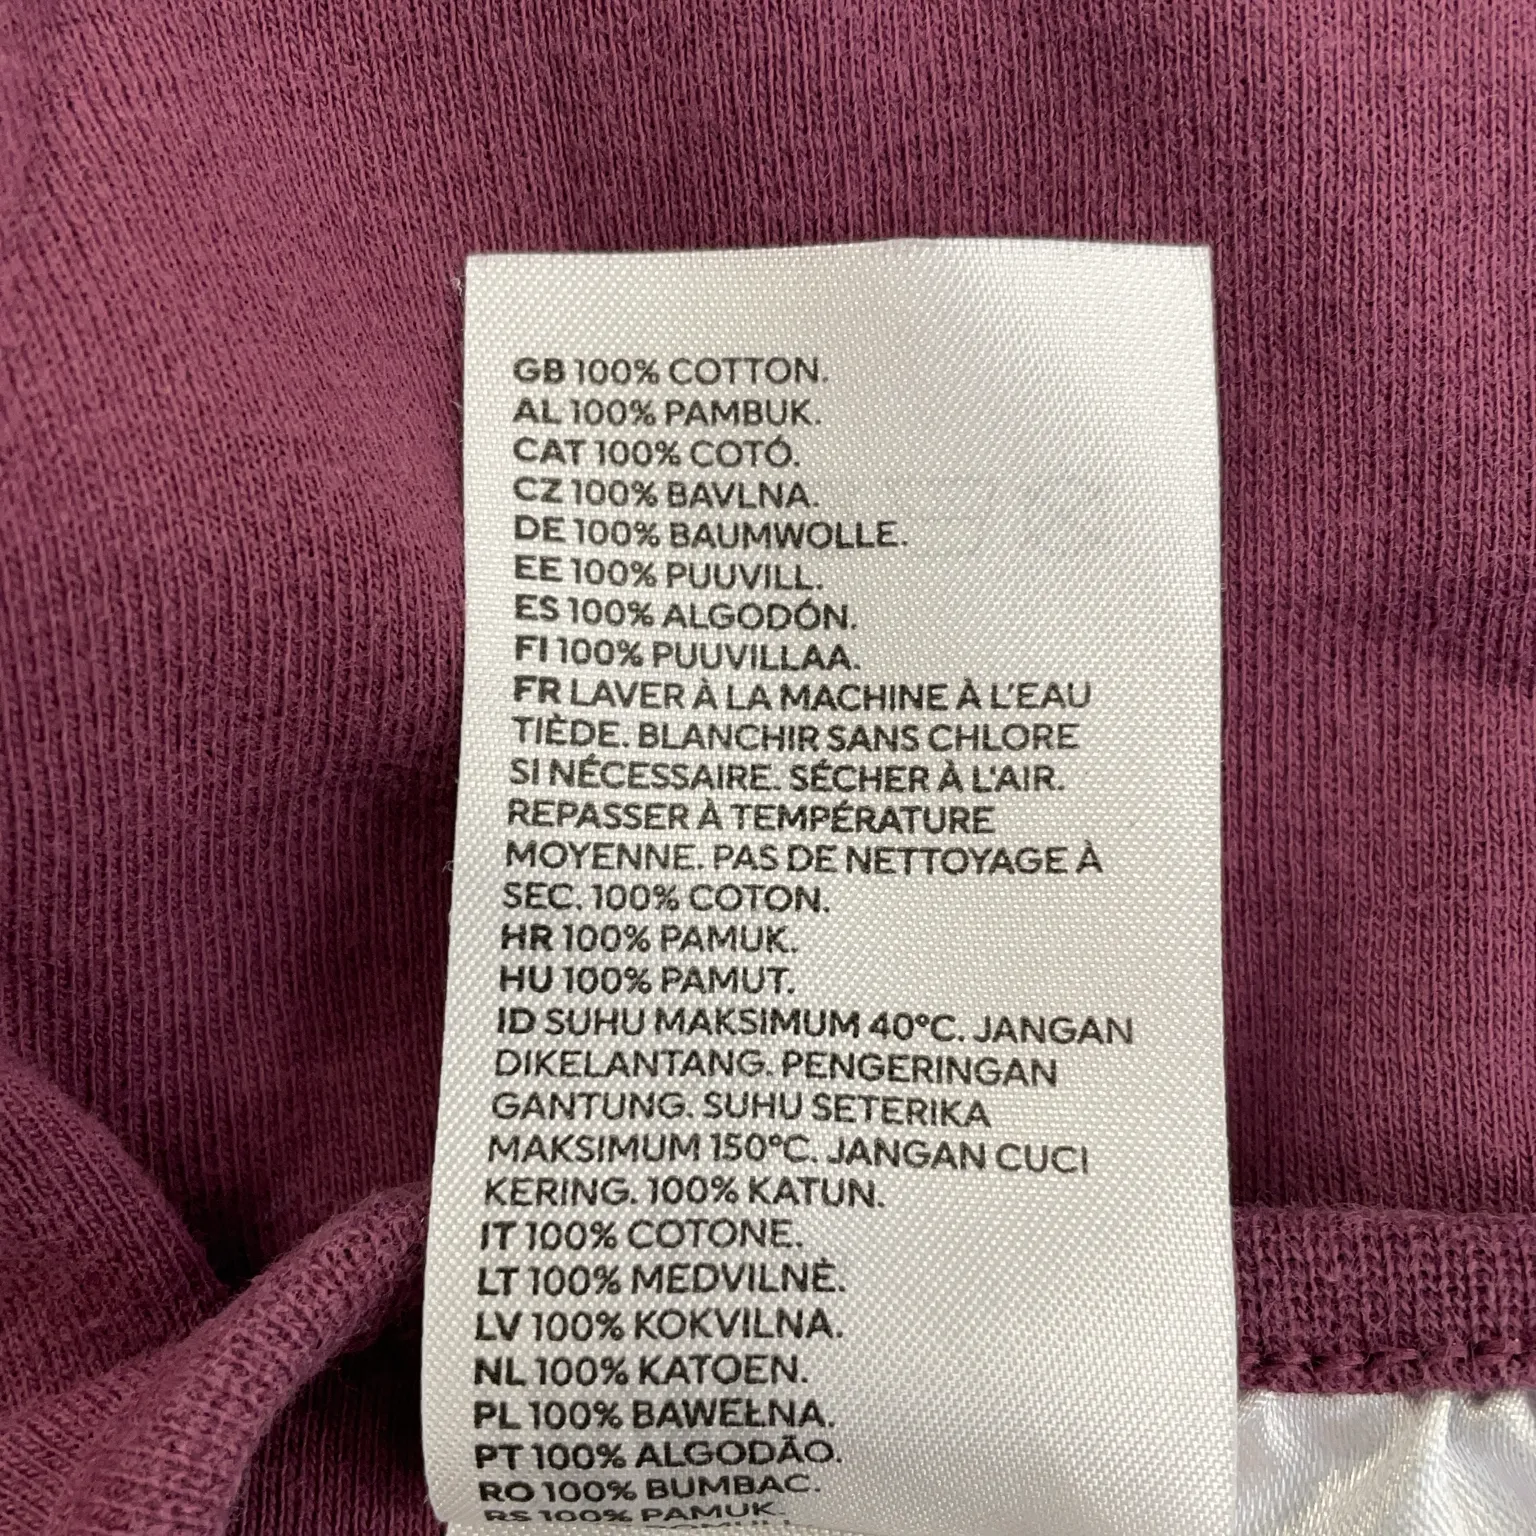 GB 100% COTTON.
AL 100% PAMBUK.
CAT 100% COTÓ.
CZ 100% BAVLNA.
DE 100% BAUMWOLLE.
EE 100% PUUVILL.
ES 100% ALGODÓN.
FI 100% PUUVILLAA.
FR LAVER À LA MACHINE À L'EAU
TIÈDE. BLANCHIR SANS CHLORE
SI NÉCESSAIRE. SÉCHER À L'AIR.
REPASSER À TEMPÉRATURE
MOYENNE. PAS DE NETTOYAGE À
SEC. 100% COTON.
HR 100% PAMUK.
HU 100% PAMUT.
ID SUHU MAKSIMUM 40°C. JANGAN
DIKELANTANG. PENGERINGAN
GANTUNG. SUHU SETERIKA
MAKSIMUM 150°C. JANGAN CUCI
KERING. 100% KATUN.
IT 100% COTONE.
LT 100% MEDVILNĖ.
LV 100% KOKVILNA.
NL 100% KATOEN.
PL 100% BAWEŁNA.
PT 100% ALGODÃO.
RO 100% BUMBAC.
RS 100% PAMUK.